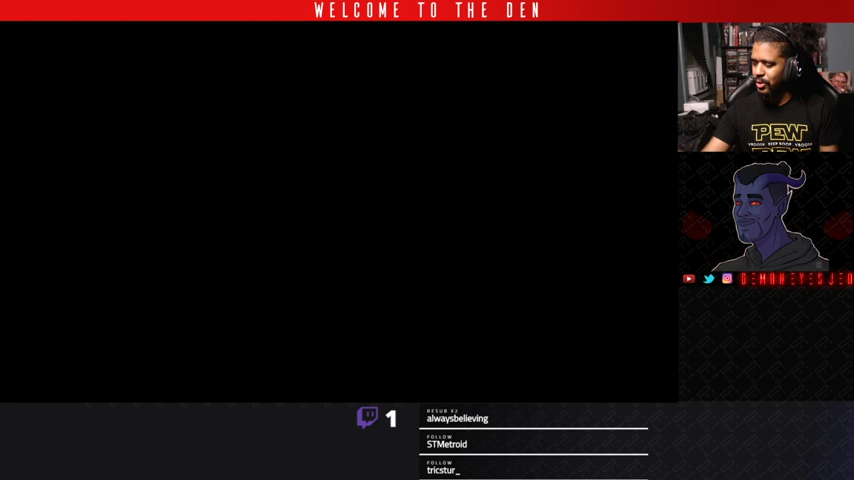 WELCOME TO THE DEN
PEW
VROOSH. BEEP BOOP. VROOSH.
DEMONEYESJED
1
RESUB X2
alwaysbelieving
FOLLOW
STMetroid
FOLLOW
tricstur_